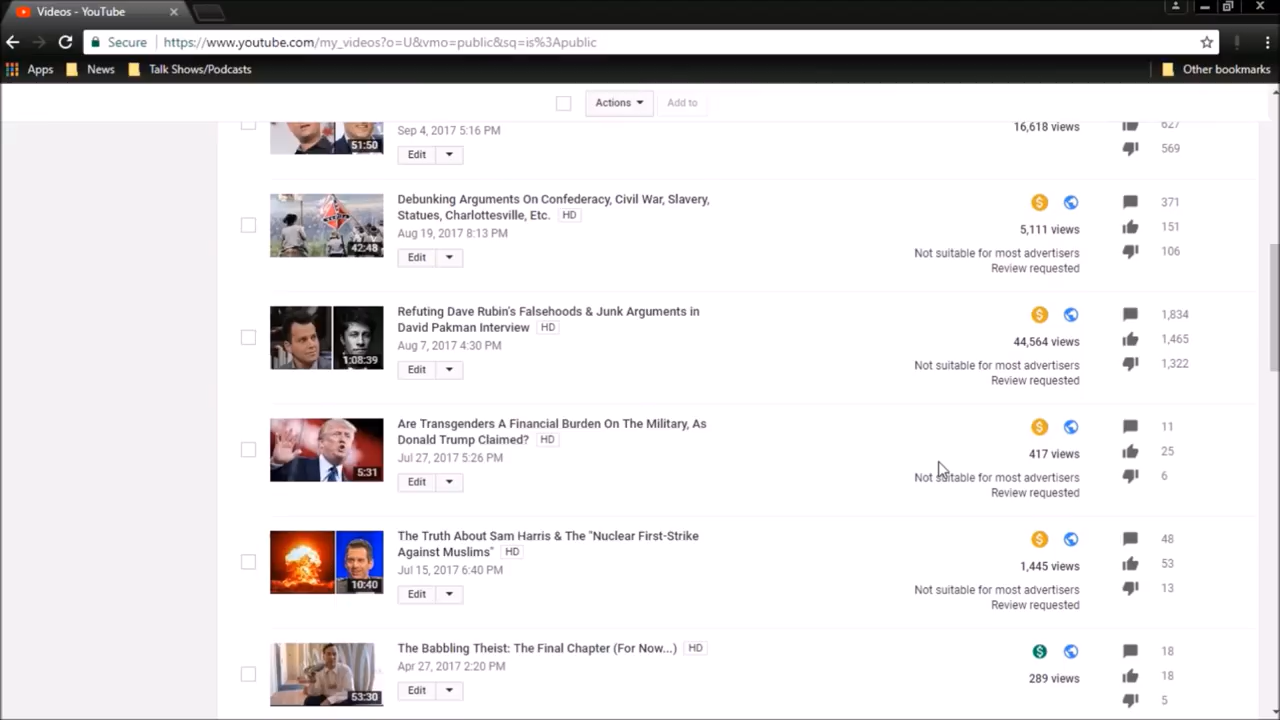 Videos - YouTube
Secure https://www.youtube.com/my_videos?o=U&vmo=public&sq=is%3Apublic
Apps News Talk Shows/Podcasts Other bookmarks
Actions Add to
Sep 4, 2017 5:16 PM
16,618 views
627
51:50
Edit
569
Debunking Arguments On Confederacy, Civil War, Slavery,
Statues, Charlottesville, Etc. HD
Aug 19, 2017 8:13 PM
42:48
Edit
$
5,111 views
Not suitable for most advertisers
Review requested
371
151
106
Refuting Dave Rubin's Falsehoods & Junk Arguments in
David Pakman Interview HD
Aug 7, 2017 4:30 PM
1:08:39
Edit
$
44,564 views
Not suitable for most advertisers
Review requested
1,834
1,465
1,322
Are Transgenders A Financial Burden On The Military, As
Donald Trump Claimed? HD
Jul 27, 2017 5:26 PM
5:31
Edit
$
417 views
Not suitable for most advertisers
Review requested
11
25
6
The Truth About Sam Harris & The "Nuclear First-Strike
Against Muslims" HD
Jul 15, 2017 6:40 PM
10:40
Edit
$
1,445 views
Not suitable for most advertisers
Review requested
48
53
13
The Babbling Theist: The Final Chapter (For Now...) HD
Apr 27, 2017 2:20 PM
53:30
Edit
$
289 views
18
18
5